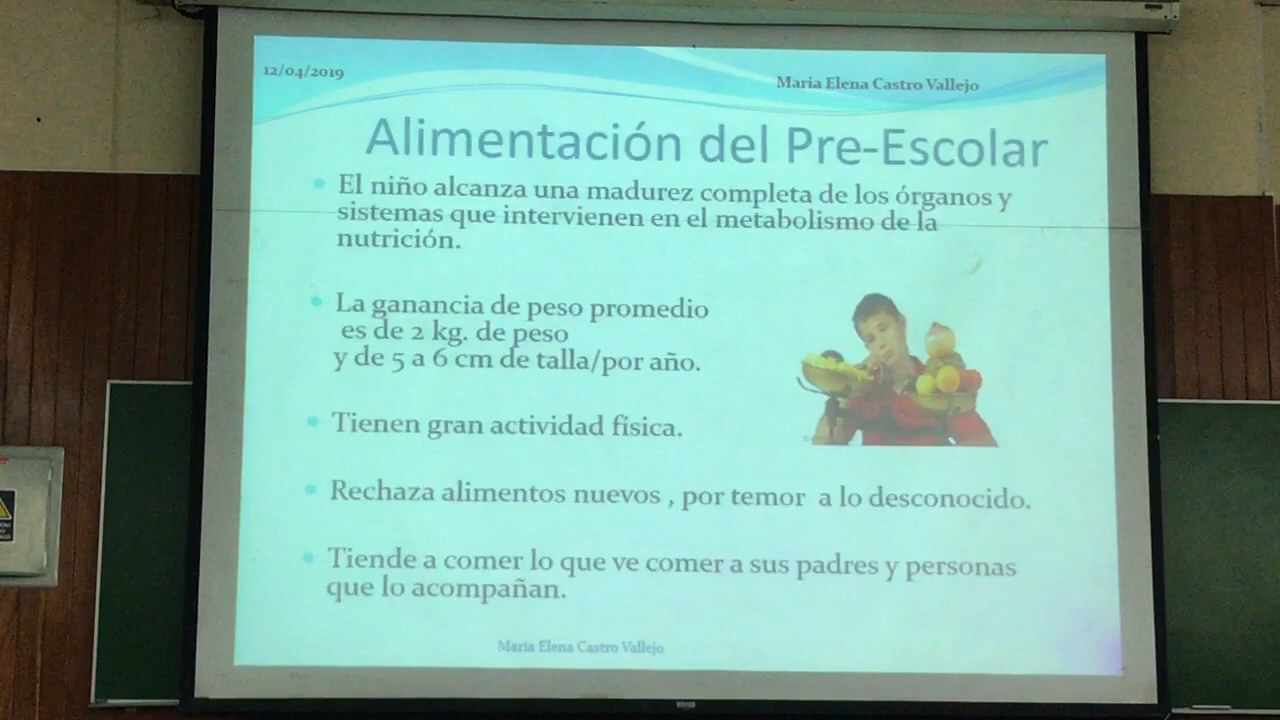 12/04/2019
Maria Elena Castro Vallejo
Alimentación del Pre-Escolar
El niño alcanza una madurez completa de los órganos y
sistemas que intervienen en el metabolismo de la
nutrición.
La ganancia de peso promedio
es de 2 kg. de peso
y de 5 a 6 cm de talla/por año.
Tienen gran actividad física.
Rechaza alimentos nuevos , por temor a lo desconocido.
Tiende a comer lo que ve comer a sus padres y personas
que lo acompañan.
Maria Elena Castro Vallejo